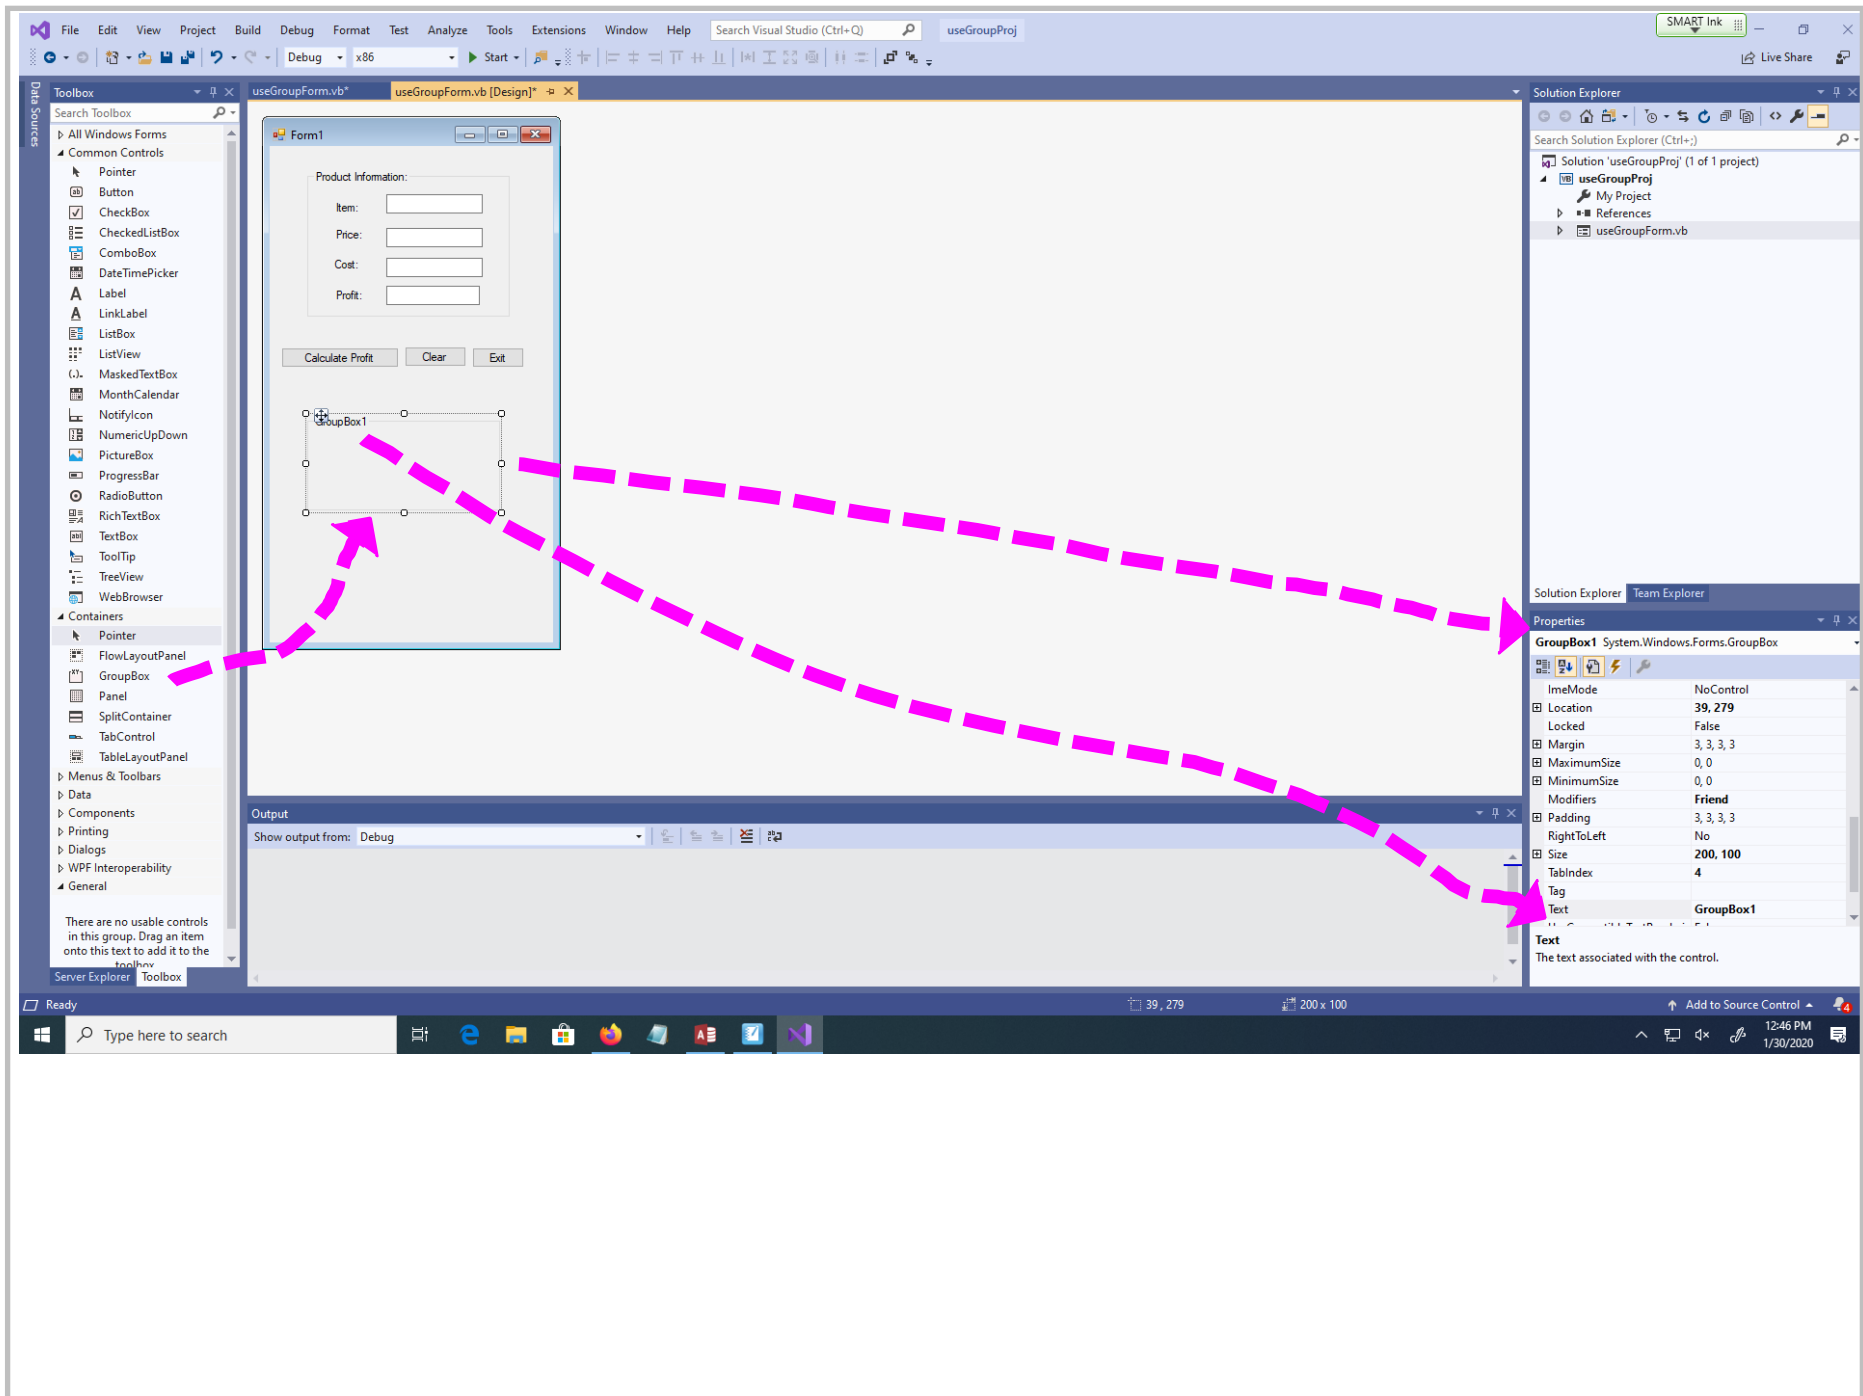 File Edit View Project Build Debug Format Test Analyze Tools Extensions Window Help Search Visual Studio (Ctrl+Q) useGroupProj
SMART Ink
Debug x86 Start Live Share
Data Sources
Toolbox
Search Toolbox
All Windows Forms
Common Controls
Pointer
Button
CheckBox
CheckedListBox
ComboBox
DateTimePicker
Label
LinkLabel
ListBox
ListView
MaskedTextBox
MonthCalendar
NotifyIcon
NumericUpDown
PictureBox
ProgressBar
RadioButton
RichTextBox
TextBox
ToolTip
TreeView
WebBrowser
Containers
Pointer
FlowLayoutPanel
GroupBox
Panel
SplitContainer
TabControl
TableLayoutPanel
Menus & Toolbars
Data
Components
Printing
Dialogs
WPF Interoperability
General
There are no usable controls
in this group. Drag an item
onto this text to add it to the
toolbox.
Server Explorer Toolbox
useGroupForm.vb* useGroupForm.vb [Design]*
Form1
Product Information:
Item:
Price:
Cost:
Profit:
Calculate Profit Clear Exit
GroupBox1
Output
Show output from: Debug
Solution Explorer
Search Solution Explorer (Ctrl+;)
Solution 'useGroupProj' (1 of 1 project)
useGroupProj
My Project
References
useGroupForm.vb
Solution Explorer Team Explorer
Properties
GroupBox1 System.Windows.Forms.GroupBox
ImeMode NoControl
Location 39, 279
Locked False
Margin 3, 3, 3, 3
MaximumSize 0, 0
MinimumSize 0, 0
Modifiers Friend
Padding 3, 3, 3, 3
RightToLeft No
Size 200, 100
TabIndex 4
Tag
Text GroupBox1
Text
The text associated with the control.
Ready 39 , 279 200 x 100 Add to Source Control 4
Type here to search
12:46 PM
1/30/2020